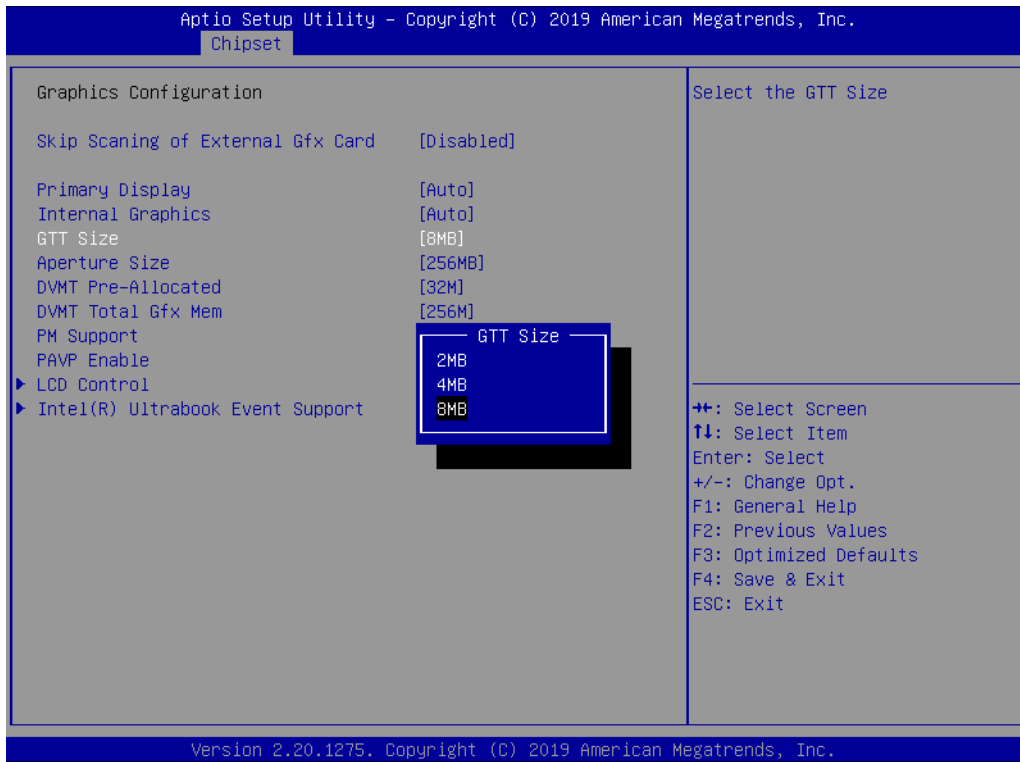 Aptio Setup Utility – Copyright (C) 2019 American Megatrends, Inc.
Chipset
Graphics Configuration
Skip Scaning of External Gfx Card [Disabled]
Primary Display [Auto]
Internal Graphics [Auto]
GTT Size [8MB]
Aperture Size [256MB]
DVMT Pre-Allocated [32M]
DVMT Total Gfx Mem [256M]
PM Support
PAVP Enable
LCD Control
Intel(R) Ultrabook Event Support
GTT Size
2MB
4MB
8MB
Select the GTT Size
→←: Select Screen
↑↓: Select Item
Enter: Select
+/-: Change Opt.
F1: General Help
F2: Previous Values
F3: Optimized Defaults
F4: Save & Exit
ESC: Exit
Version 2.20.1275. Copyright (C) 2019 American Megatrends, Inc.